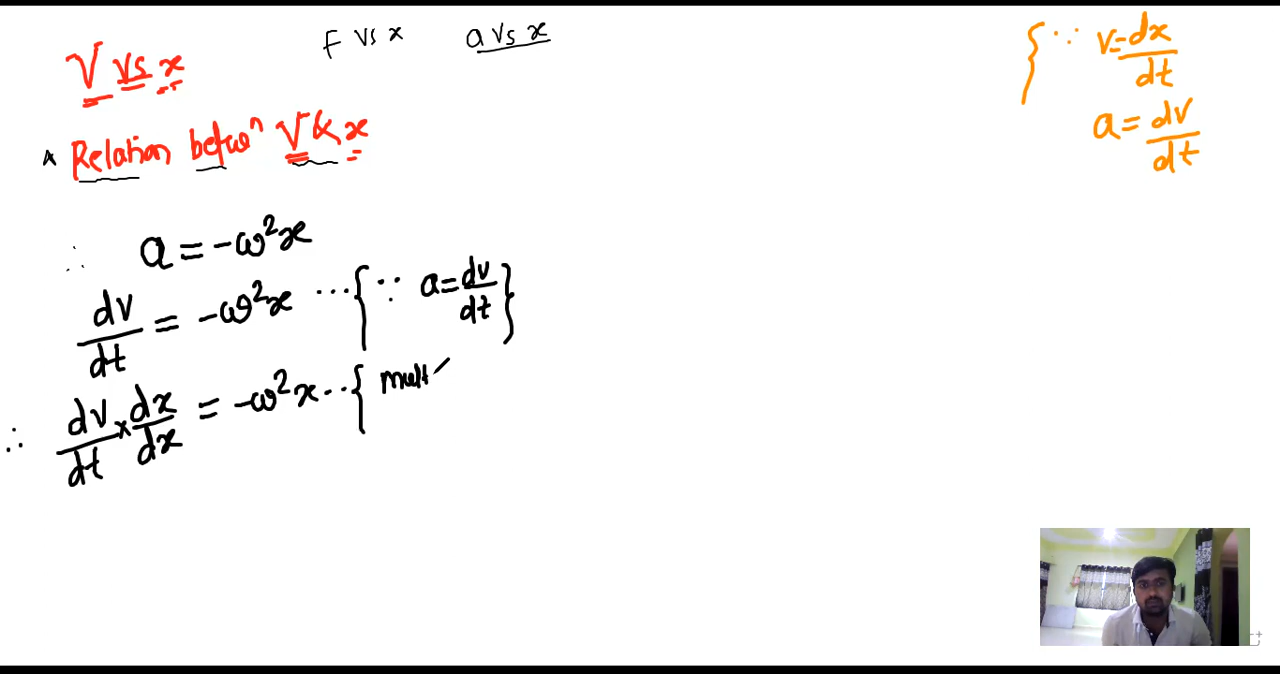 V vs x
F vs x
a vs x
∵ v = dx/dt
a = dv/dt
Relation betwⁿ V & x
∴ a = -ω²x
dv/dt = -ω²x ... { ∵ a = dv/dt }
∴ dv/dt × dx/dx = -ω²x ... { mult